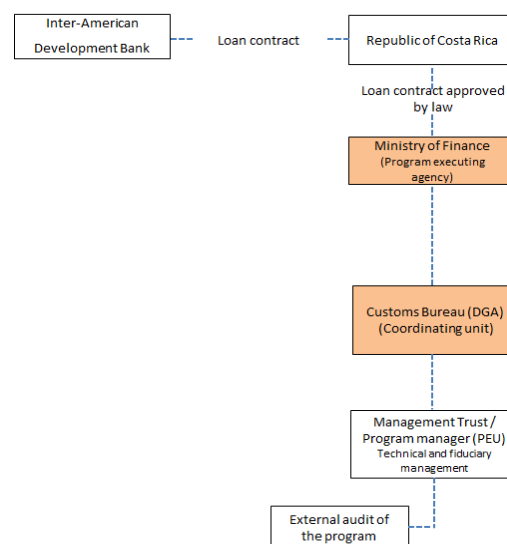 Inter-American
Development Bank
Loan contract
Republic of Costa Rica
Loan contract approved
by law
Ministry of Finance
(Program executing
agency)
Customs Bureau (DGA)
(Coordinating unit)
Management Trust /
Program manager (PEU)
Technical and fiduciary
management
External audit of
the program